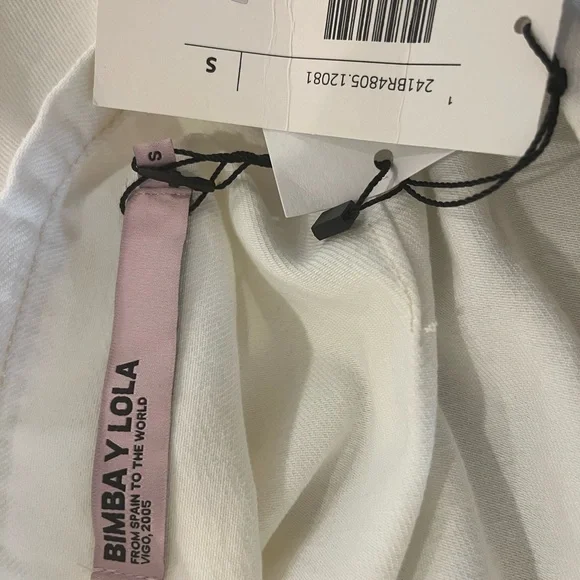 S
1
241BR4805.12081
S
BIMBA Y LOLA
FROM SPAIN TO THE WORLD
VIGO, 2005